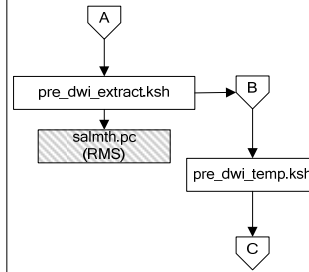 A
pre_dwi_extract.ksh
B
salmth.pc
(RMS)
pre_dwi_temp.ksh
C